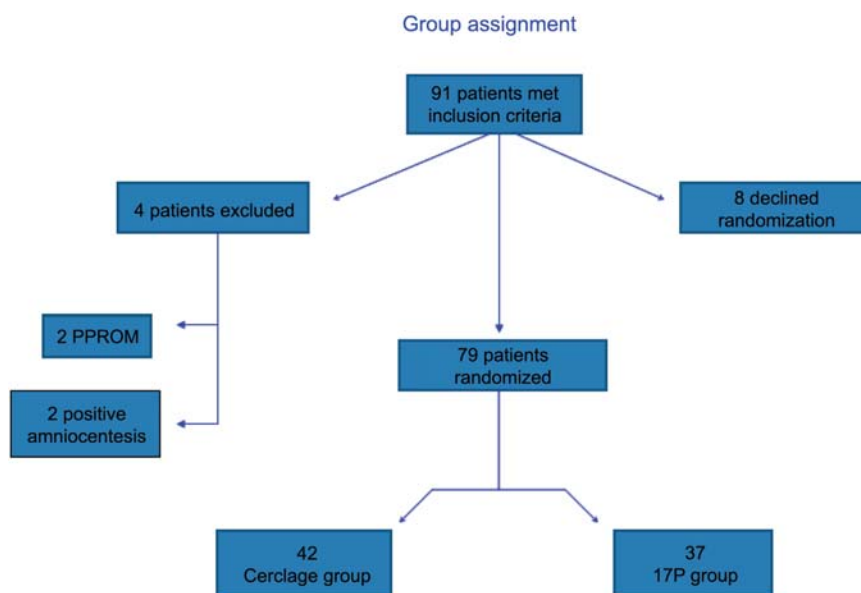 Group assignment
91 patients met
inclusion criteria
4 patients excluded
8 declined
randomization
2 PPROM
79 patients
randomized
2 positive
amniocentesis
42
Cerclage group
37
17P group